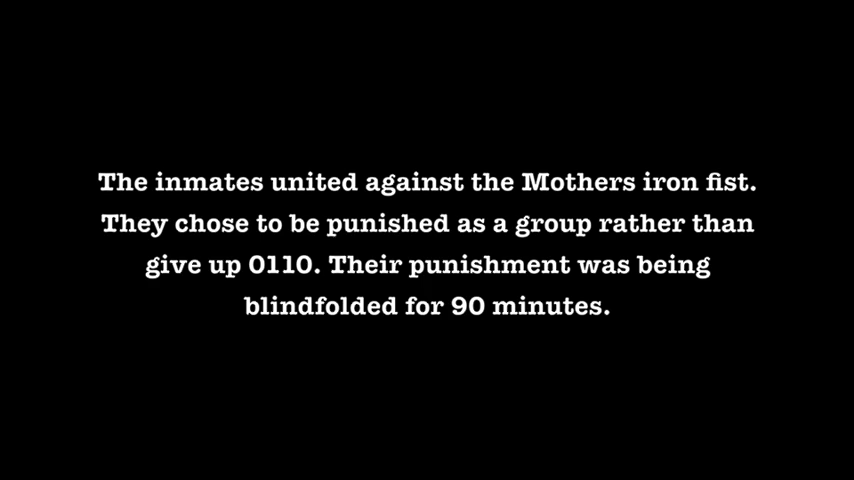 The inmates united against the Mothers iron fist.
They chose to be punished as a group rather than
give up 0110. Their punishment was being
blindfolded for 90 minutes.